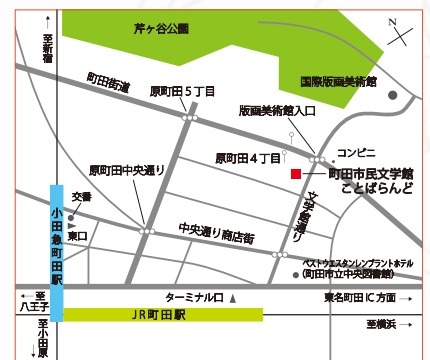 芹ヶ谷公園
N
至新宿
国際版画美術館
町田街道
原町田5丁目
版画美術館入口
コンビニ
原町田4丁目
町田市民文学館
ことばらんど
原町田中央通り
文学館通り
交番
東口
小田急町田駅
中央通り商店街
ベストウエスタンレンブラントホテル
(町田市立中央図書館)
←至
八王子
ターミナル口
東名町田IC方面→
JR町田駅
至横浜→
至小田原